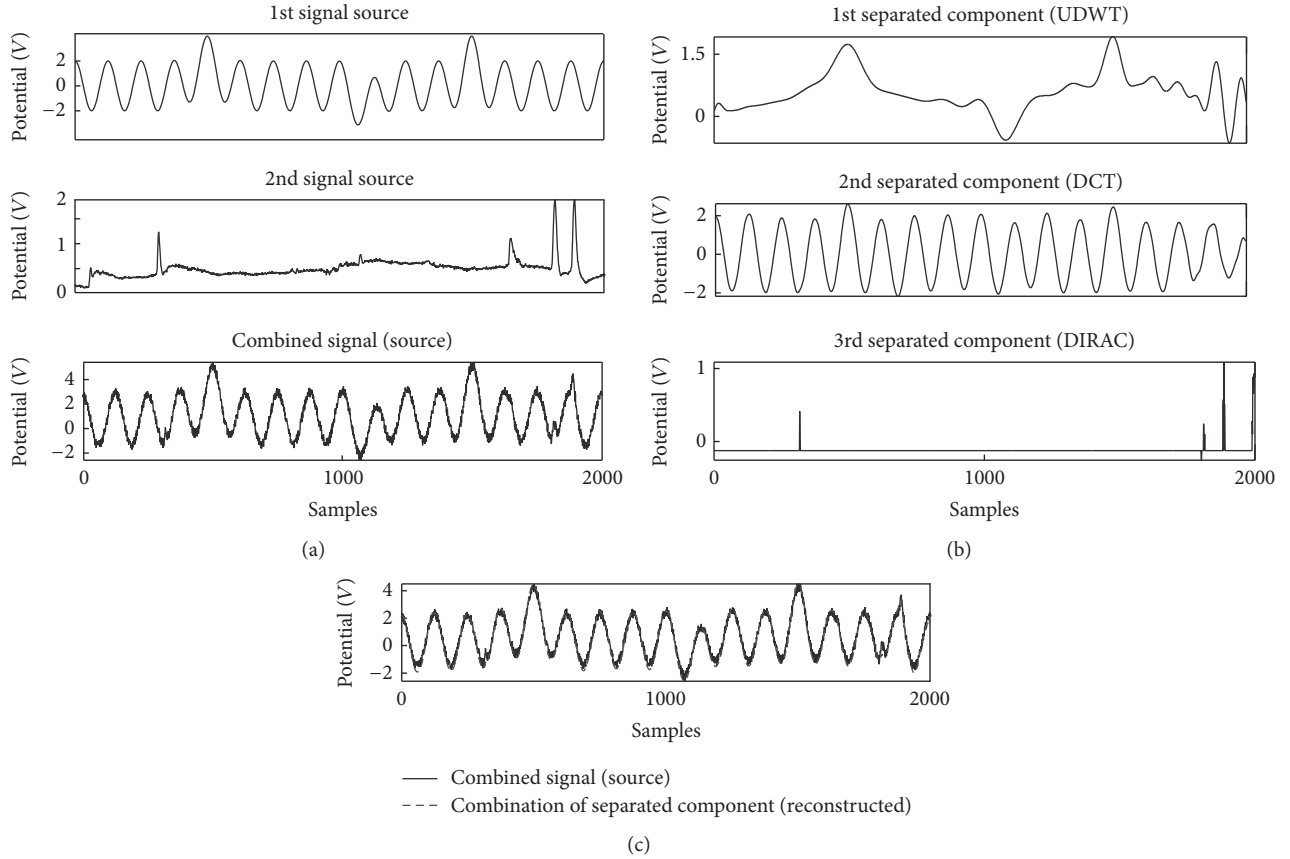 1st signal source
Potential (V)
2
0
−2
2nd signal source
Potential (V)
2
1
0
Combined signal (source)
Potential (V)
4
2
0
−2
0
1000
2000
Samples
(a)
1st separated component (UDWT)
Potential (V)
1.5
0
2nd separated component (DCT)
Potential (V)
2
0
−2
3rd separated component (DIRAC)
Potential (V)
1
0
0
1000
2000
Samples
(b)
Potential (V)
4
2
0
−2
0
1000
2000
Samples
Combined signal (source)
Combination of separated component (reconstructed)
(c)